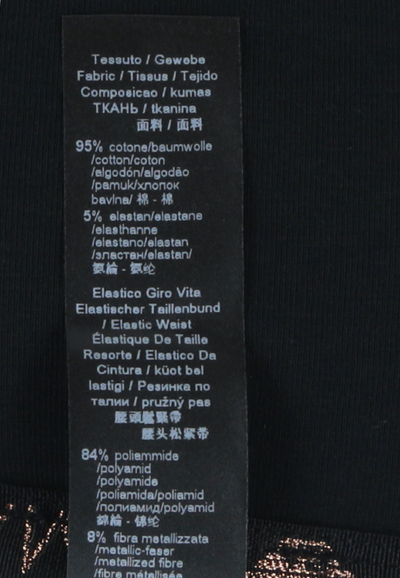 Tessuto / Gewebe
Fabric / Tissus / Tejido
Composicao / kumas
ТКАНЬ / tkanina
面料 / 面料
95% cotone/baumwolle
/cotton/coton
/algodón/algodão
/pamuk/хлопок
bavlna/ 棉 - 棉
5% elastan/elastane
/elasthanne
/elastano/elastan
/эластан/elastan/
氨綸 - 氨纶
Elastico Giro Vita
Elastischer Taillenbund
/ Elastic Waist
Élastique De Taille
Resorte / Elastico Da
Cintura / küot bel
lastigi / Резинка по
талии / pružný pas
腰頭鬆緊帶
腰头松紧带
84% poliammide
/polyamid
/polyamide
/poliamida/poliamid
/полиамид/polyamid
錦綸 - 锦纶
8% fibra metallizzata
/metallic-faser
/metallized fibre
/fibre métallisée